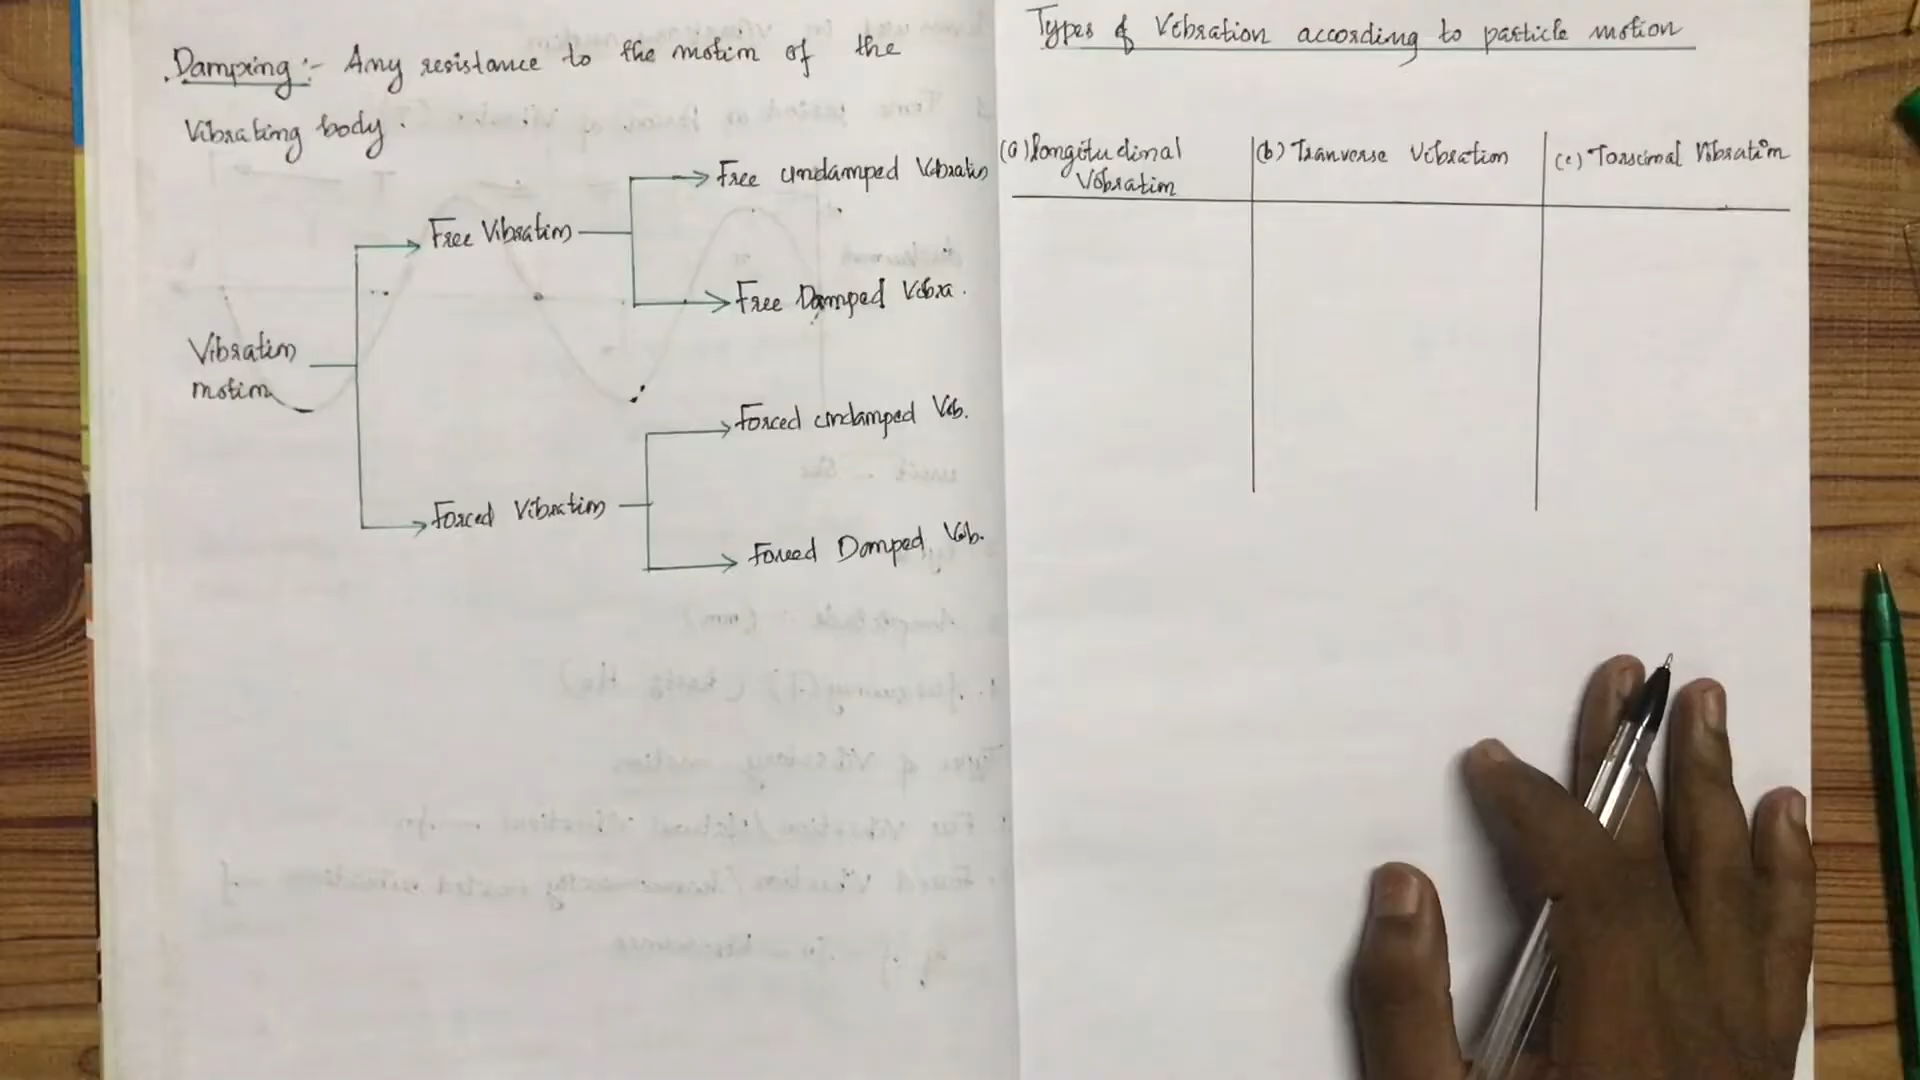 Damping :- Any resistance to the motion of the
Vibrating body.
Free undamped Vibration
Free Vibration
Free Damped Vibra.
Vibration
motion
Forced undamped Vib.
Forced Vibration
Forced Damped Vib.
Types of Vibration according to particle motion
(a) Longitudinal
Vibration
(b) Tranverse Vibration
(c) Torsional Vibration